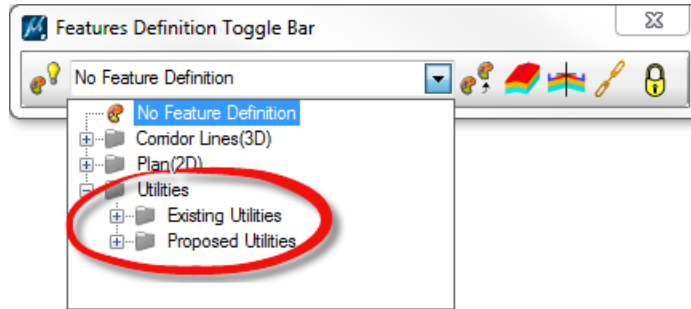 Features Definition Toggle Bar
No Feature Definition
No Feature Definition
Corridor Lines(3D)
Plan(2D)
Utilities
Existing Utilities
Proposed Utilities